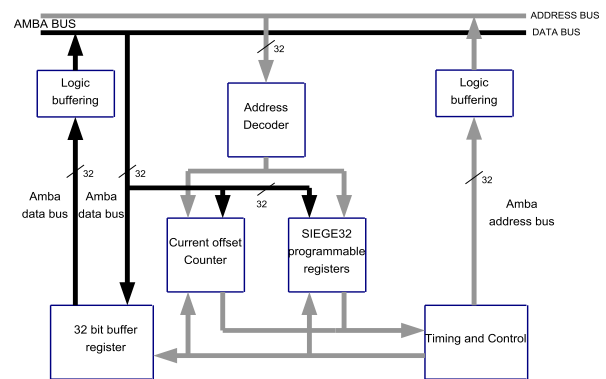 ADDRESS BUS
AMBA BUS
DATA BUS
32
Logic
buffering
Logic
buffering
Address
Decoder
32
32
32
Amba
data bus
Amba
data bus
32
Amba
address bus
Current offset
Counter
SIEGE32
programmable
registers
32 bit buffer
register
Timing and Control